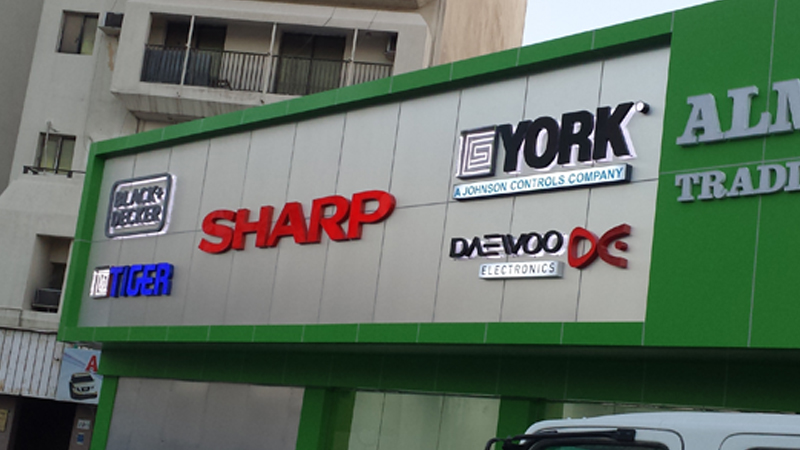 BLACK+
DECKER
TIGER
SHARP
YORK
A JOHNSON CONTROLS COMPANY
DAEWOO
ELECTRONICS
ALM
TRADI
A